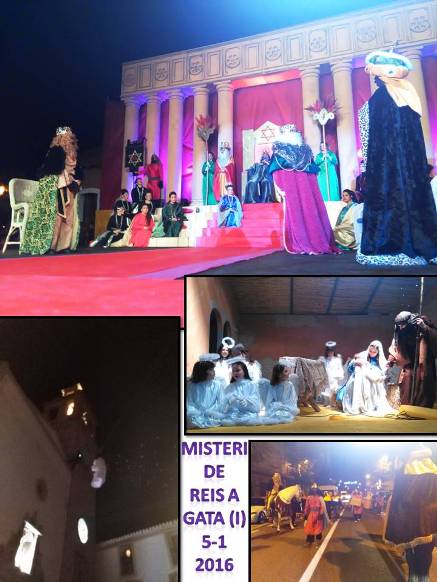 MISTERI
DE
REIS A
GATA (I)
5-1
2016